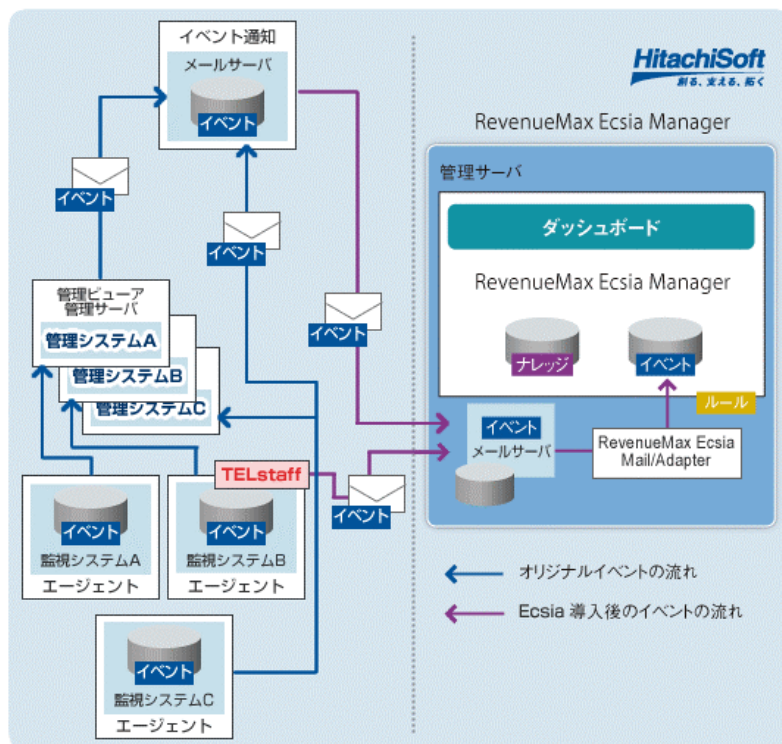 イベント通知
メールサーバ
イベント
イベント
イベント
管理ビューア
管理サーバ
管理システムA
管理システムB
管理システムC
イベント
TELstaff
イベント
イベント
監視システムA
エージェント
イベント
監視システムB
エージェント
イベント
監視システムC
エージェント
HitachiSoft
創る、支える、拓く
RevenueMax Ecsia Manager
管理サーバ
ダッシュボード
RevenueMax Ecsia Manager
ナレッジ
イベント
ルール
イベント
メールサーバ
RevenueMax Ecsia
Mail/Adapter
オリジナルイベントの流れ
Ecsia 導入後のイベントの流れ